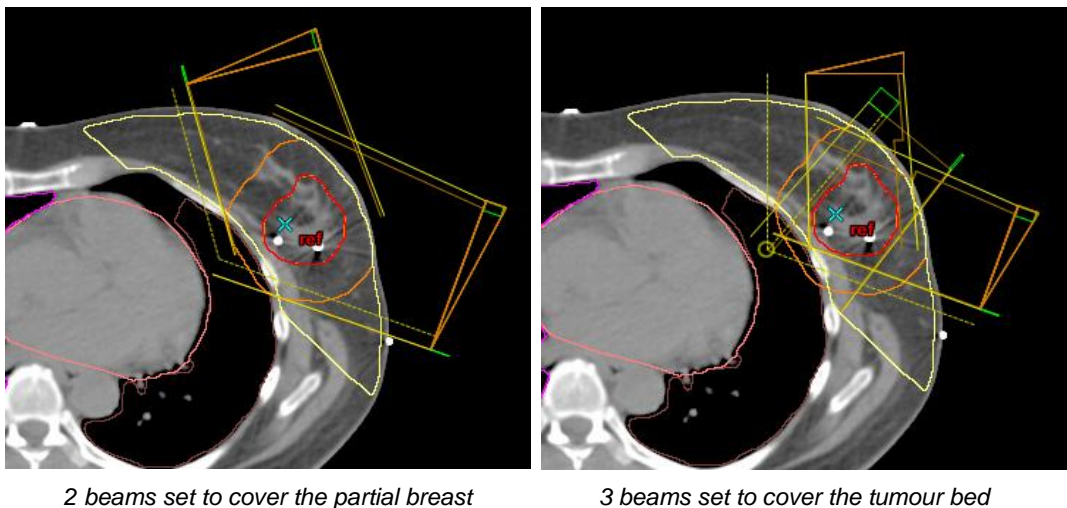 ref
ref
2 beams set to cover the partial breast
3 beams set to cover the tumour bed